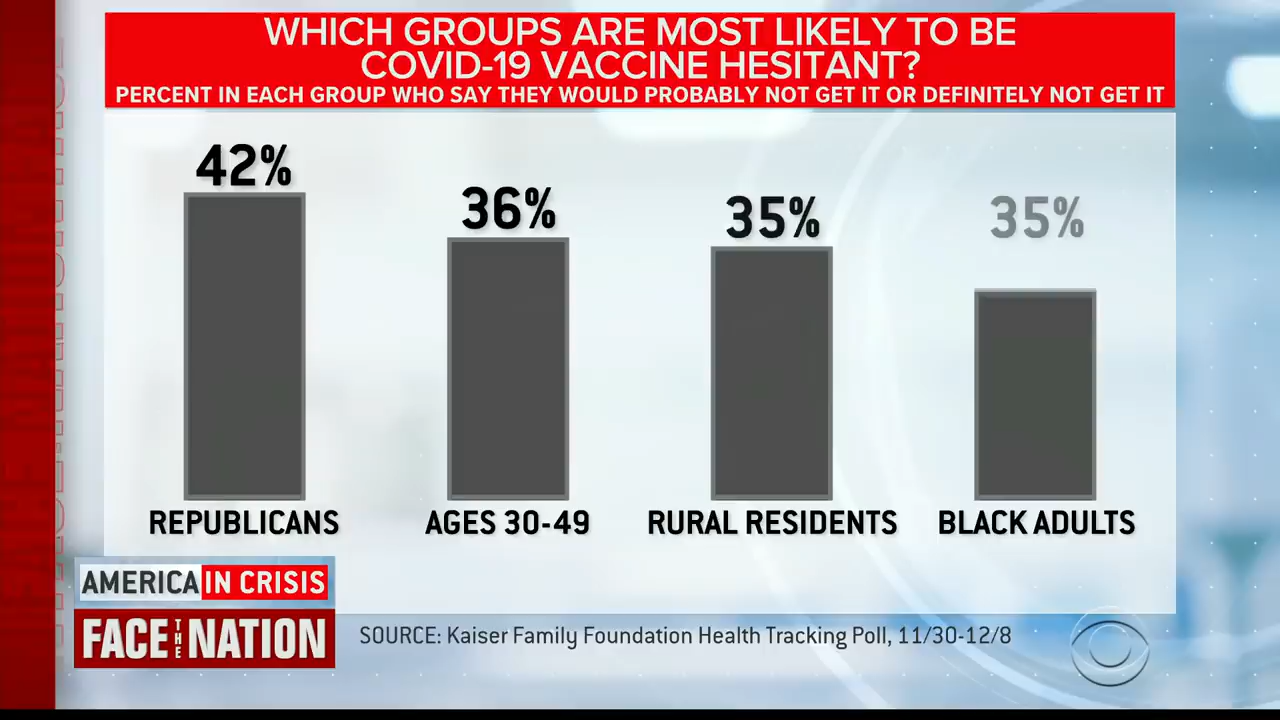 WHICH GROUPS ARE MOST LIKELY TO BE
COVID-19 VACCINE HESITANT?
PERCENT IN EACH GROUP WHO SAY THEY WOULD PROBABLY NOT GET IT OR DEFINITELY NOT GET IT
42%
36%
35%
35%
REPUBLICANS
AGES 30-49
RURAL RESIDENTS
BLACK ADULTS
AMERICA IN CRISIS
FACE THE NATION
SOURCE: Kaiser Family Foundation Health Tracking Poll, 11/30-12/8